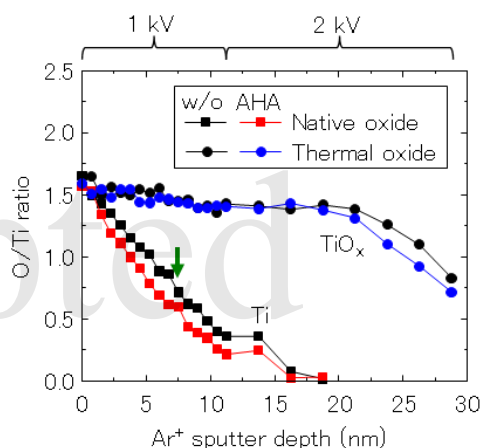 1 kV 2 kV
2.5
2.0
1.5
1.0
0.5
0.0
O/Ti ratio
w/o AHA
Native oxide
Thermal oxide
TiOx
Ti
oted
0 5 10 15 20 25 30
Ar+ sputter depth (nm)